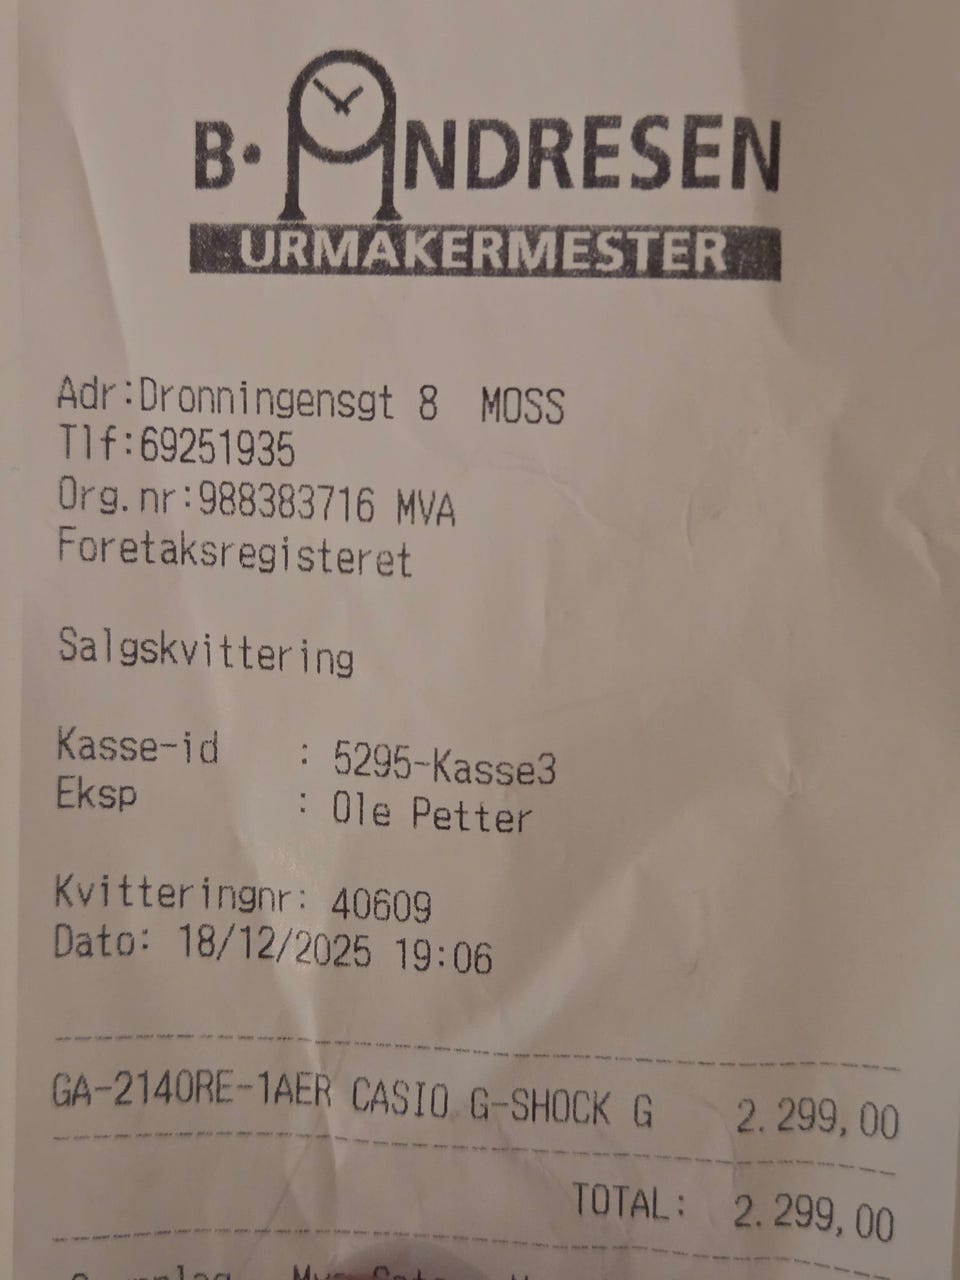 B. ANDRESEN
URMAKERMESTER
Adr:Dronningensgt 8 MOSS
Tlf:69251935
Org.nr:988383716 MVA
Foretaksregisteret
Salgskvittering
Kasse-id : 5295-Kasse3
Eksp : Ole Petter
Kvitteringnr: 40609
Dato: 18/12/2025 19:06
GA-2140RE-1AER CASIO G-SHOCK G 2.299,00
TOTAL: 2.299,00